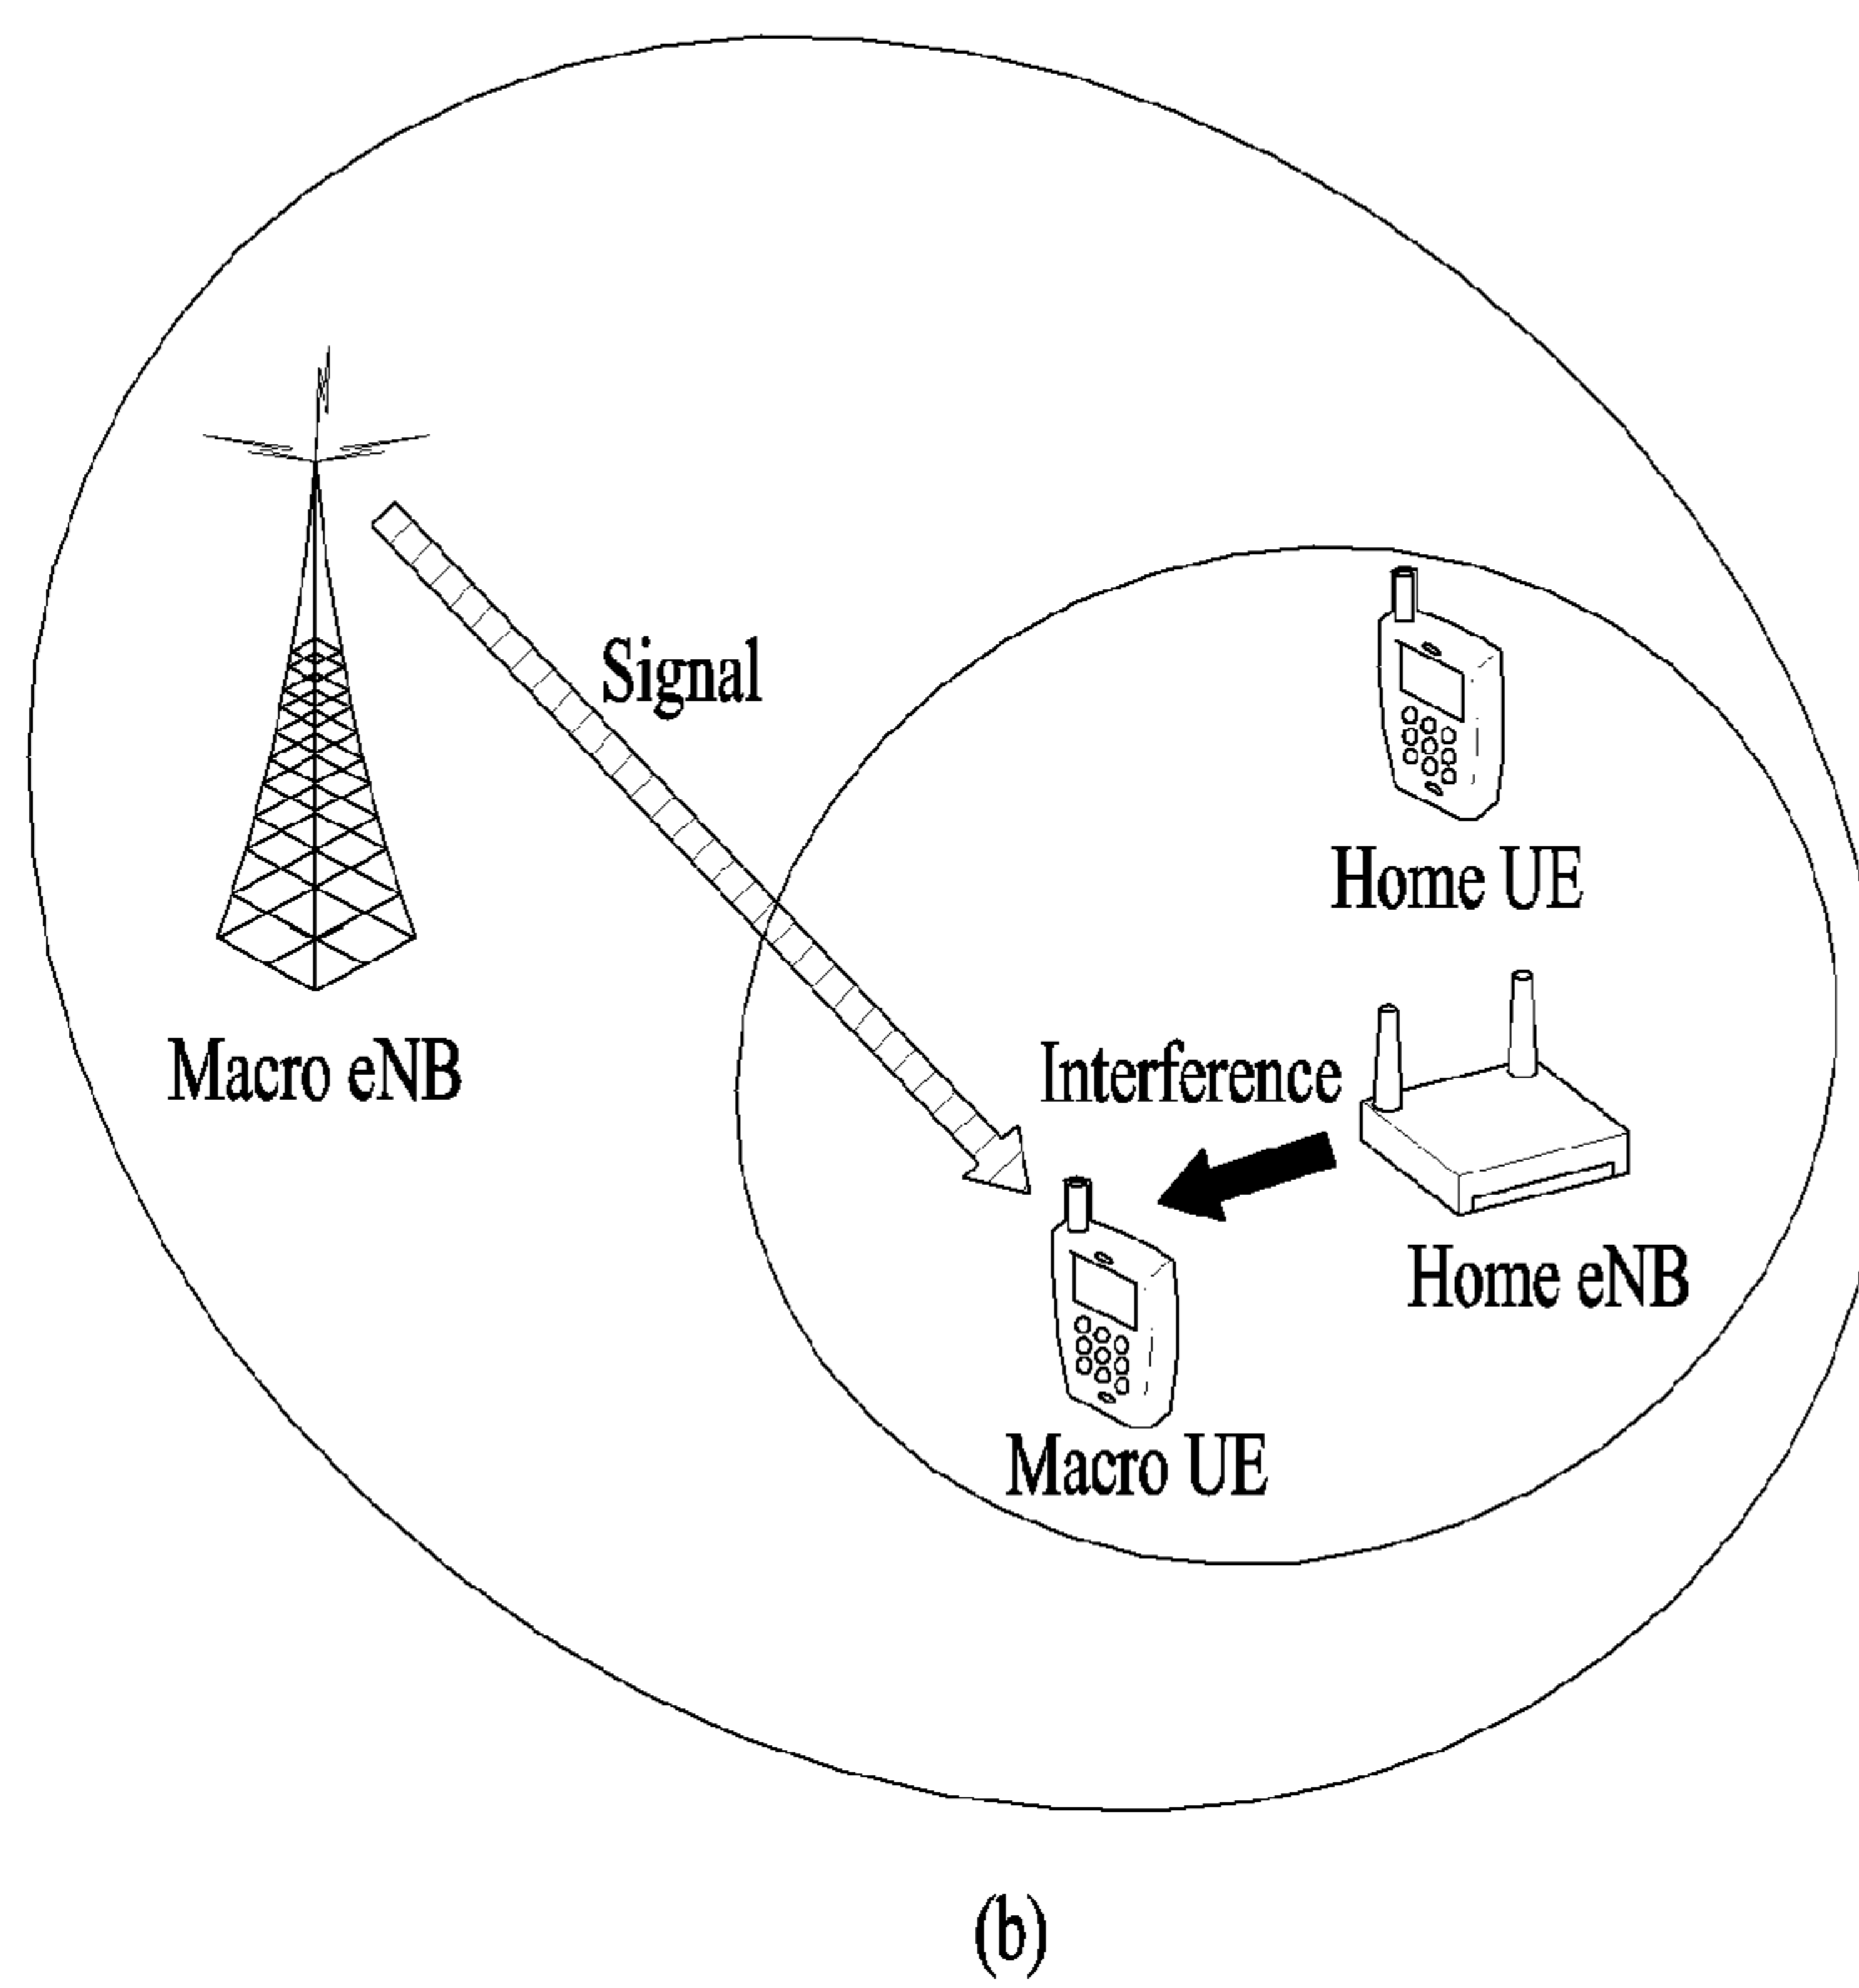 Signal
Home UE
Macro eNB
Interference
Home eNB
Macro UE
(b)